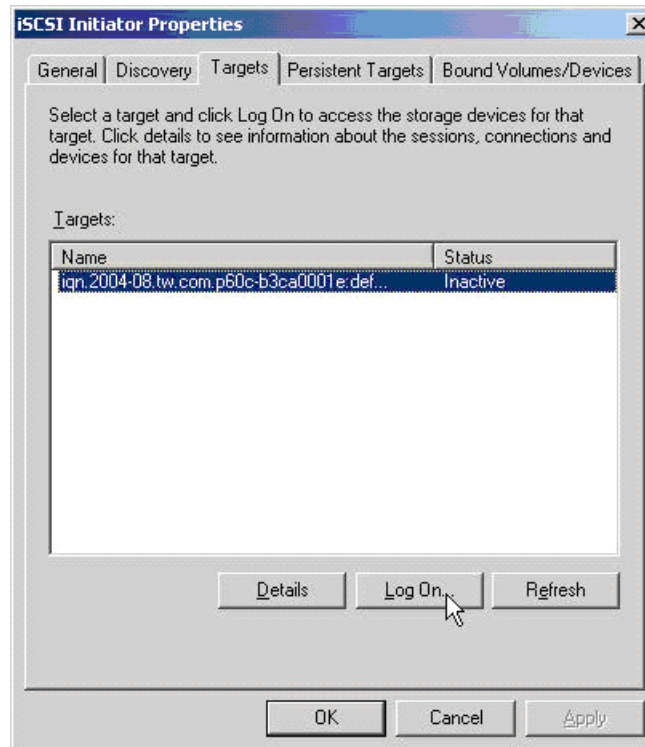 iSCSI Initiator Properties
General Discovery Targets Persistent Targets Bound Volumes/Devices
Select a target and click Log On to access the storage devices for that
target. Click details to see information about the sessions, connections and
devices for that target.
Targets:
Name Status
iqn.2004-08.tw.com.p60c-b3ca0001e:def... Inactive
Details Log On... Refresh
OK Cancel Apply